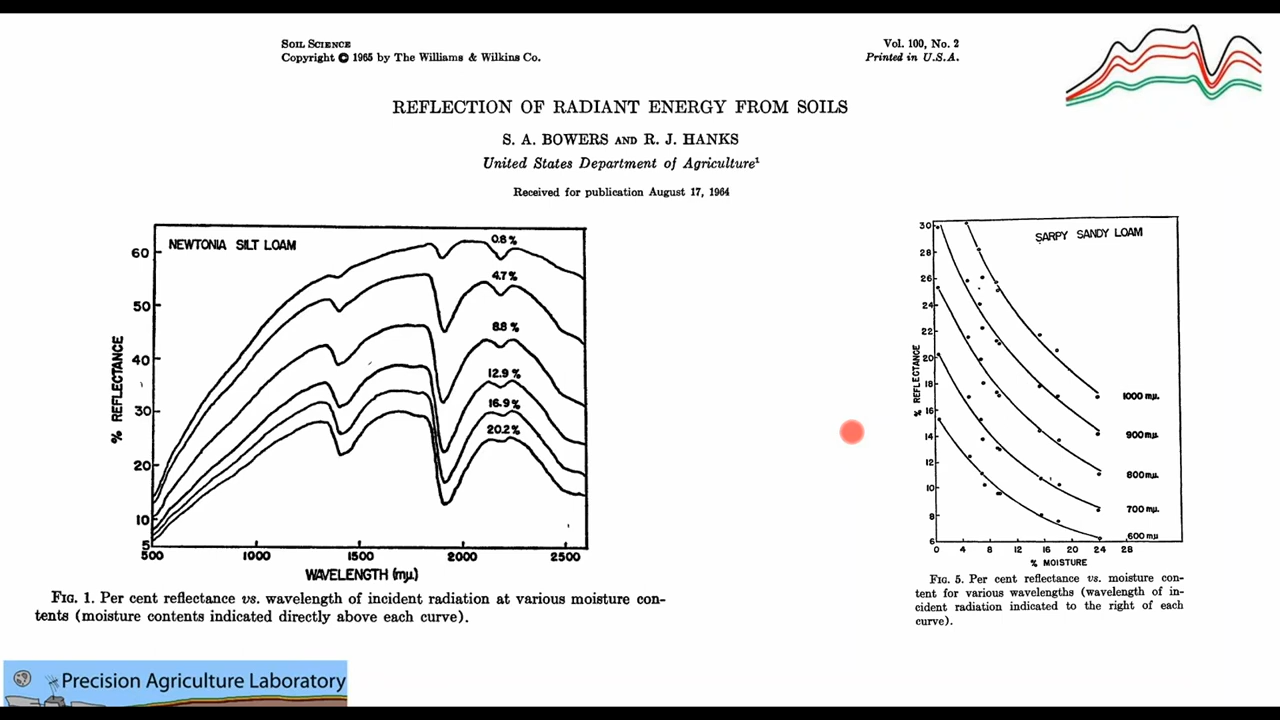 SOIL SCIENCE
Copyright © 1965 by The Williams & Wilkins Co.
Vol. 100, No. 2
Printed in U.S.A.
REFLECTION OF RADIANT ENERGY FROM SOILS
S. A. BOWERS AND R. J. HANKS
United States Department of Agriculture¹
Received for publication August 17, 1964
NEWTONIA SILT LOAM
0.8 %
4.7 %
8.8 %
12.9 %
16.9 %
20.2 %
% REFLECTANCE
60
50
40
30
20
10
5
500 1000 1500 2000 2500
WAVELENGTH (mμ)
FIG. 1. Per cent reflectance vs. wavelength of incident radiation at various moisture con-
tents (moisture contents indicated directly above each curve).
SARPY SANDY LOAM
% REFLECTANCE
30
28
26
24
22
20
18
16
14
12
10
8
6
1000 mμ.
900 mμ.
800 mμ.
700 mμ.
600 mμ
0 4 8 12 16 20 24 28
% MOISTURE
FIG. 5. Per cent reflectance vs. moisture con-
tent for various wavelengths (wavelength of in-
cident radiation indicated to the right of each
curve).
Precision Agriculture Laboratory